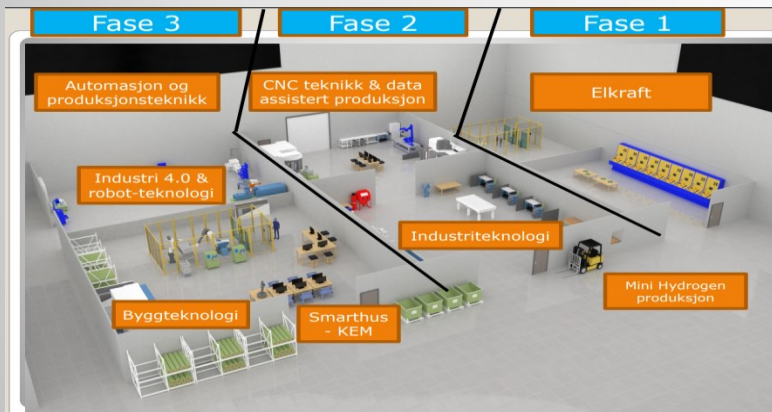 Fase 3
Fase 2
Fase 1
Automasjon og
produksjonsteknikk
CNC teknikk & data
assistert produksjon
Elkraft
Industri 4.0 &
robot-teknologi
Industriteknologi
Mini Hydrogen
produksjon
Byggteknologi
Smarthus
- KEM